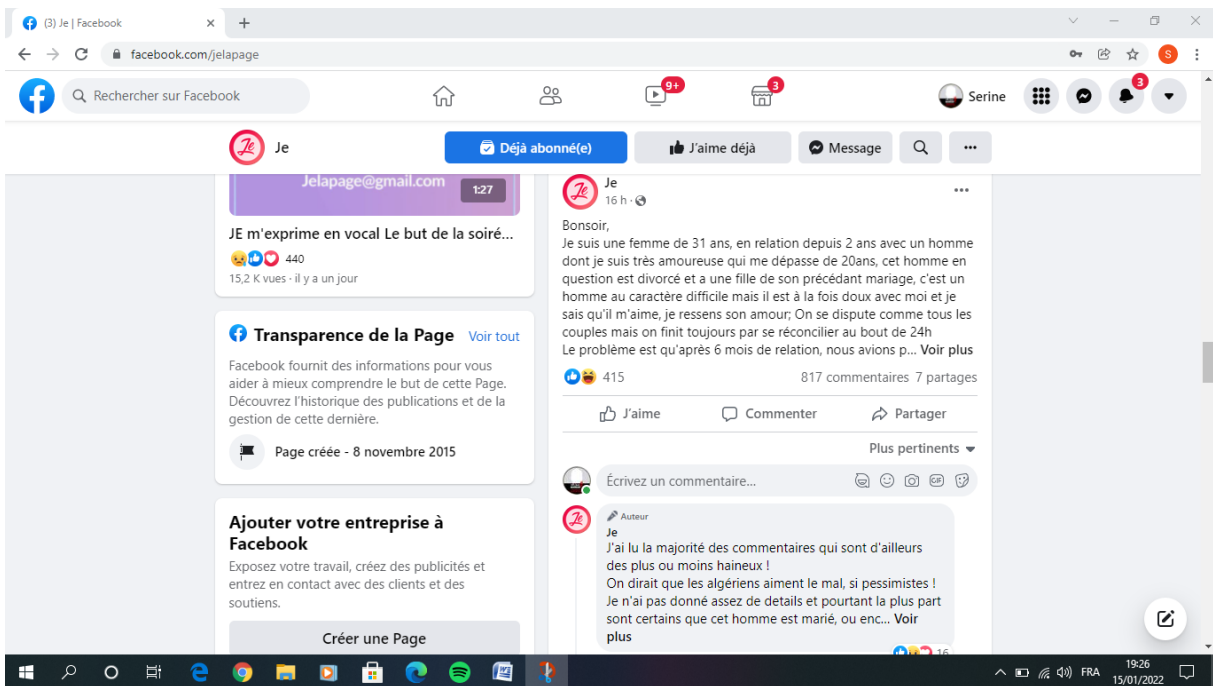 (3) Je | Facebook
facebook.com/jelapage
S
Rechercher sur Facebook
9+
3
Serine
3
Je
Je
Déjà abonné(e)
J'aime déjà
Message
Jelapage@gmail.com
1:27
JE m'exprime en vocal Le but de la soiré...
440
15,2 K vues · il y a un jour
Transparence de la Page
Voir tout
Facebook fournit des informations pour vous
aider à mieux comprendre le but de cette Page.
Découvrez l'historique des publications et de la
gestion de cette dernière.
Page créée - 8 novembre 2015
Ajouter votre entreprise à
Facebook
Exposez votre travail, créez des publicités et
entrez en contact avec des clients et des
soutiens.
Créer une Page
Je
Je
16 h ·
Bonsoir,
Je suis une femme de 31 ans, en relation depuis 2 ans avec un homme
dont je suis très amoureuse qui me dépasse de 20ans, cet homme en
question est divorcé et a une fille de son précédant mariage, c'est un
homme au caractère difficile mais il est à la fois doux avec moi et je
sais qu'il m'aime, je ressens son amour; On se dispute comme tous les
couples mais on finit toujours par se réconcilier au bout de 24h
Le problème est qu'après 6 mois de relation, nous avions p... Voir plus
415
817 commentaires 7 partages
J'aime
Commenter
Partager
Plus pertinents
Écrivez un commentaire...
GIF
Je
Auteur
Je
J'ai lu la majorité des commentaires qui sont d'ailleurs
des plus ou moins haineux !
On dirait que les algériens aiment le mal, si pessimistes !
Je n'ai pas donné assez de details et pourtant la plus part
sont certains que cet homme est marié, ou enc... Voir
plus
16
FRA
19:26
15/01/2022